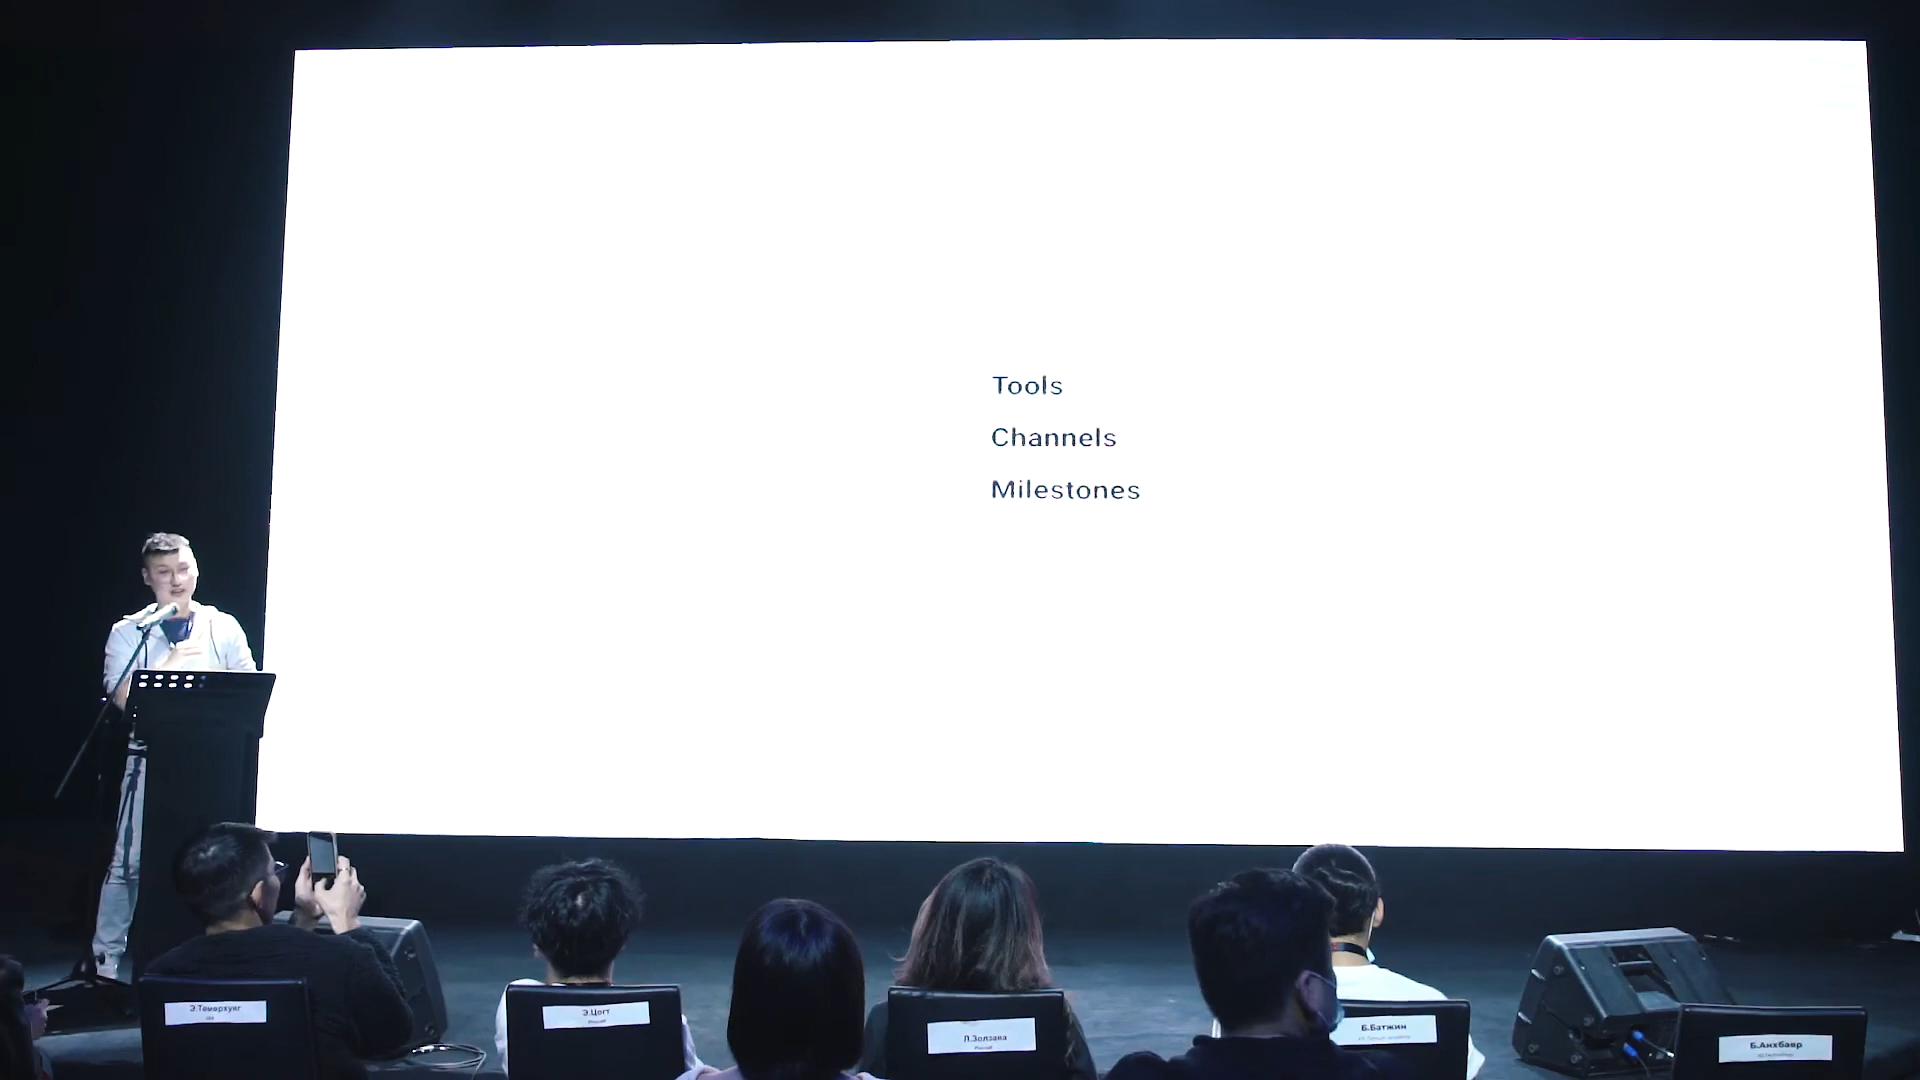 Tools
Channels
Milestones
Э.Төмөрхуяг
Э.Цогт
Л.Золзаяа
Б.Батжин
Б.Анхбаяр